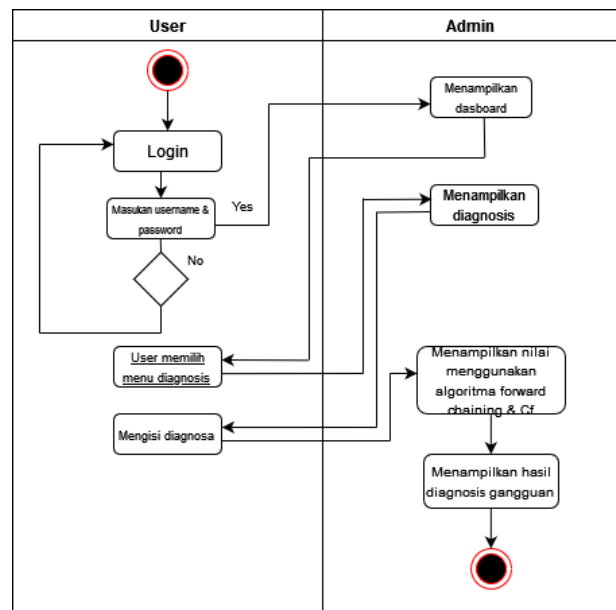 User
Admin
Menampilkan
dasboard
Login
Masukan username &
password
Yes
No
Menampilkan
diagnosis
User memilih
menu diagnosis
Menampilkan nilai
menggunakan
algoritma forward
chaining & Cf
Mengisi diagnosa
Menampilkan hasil
diagnosis gangguan